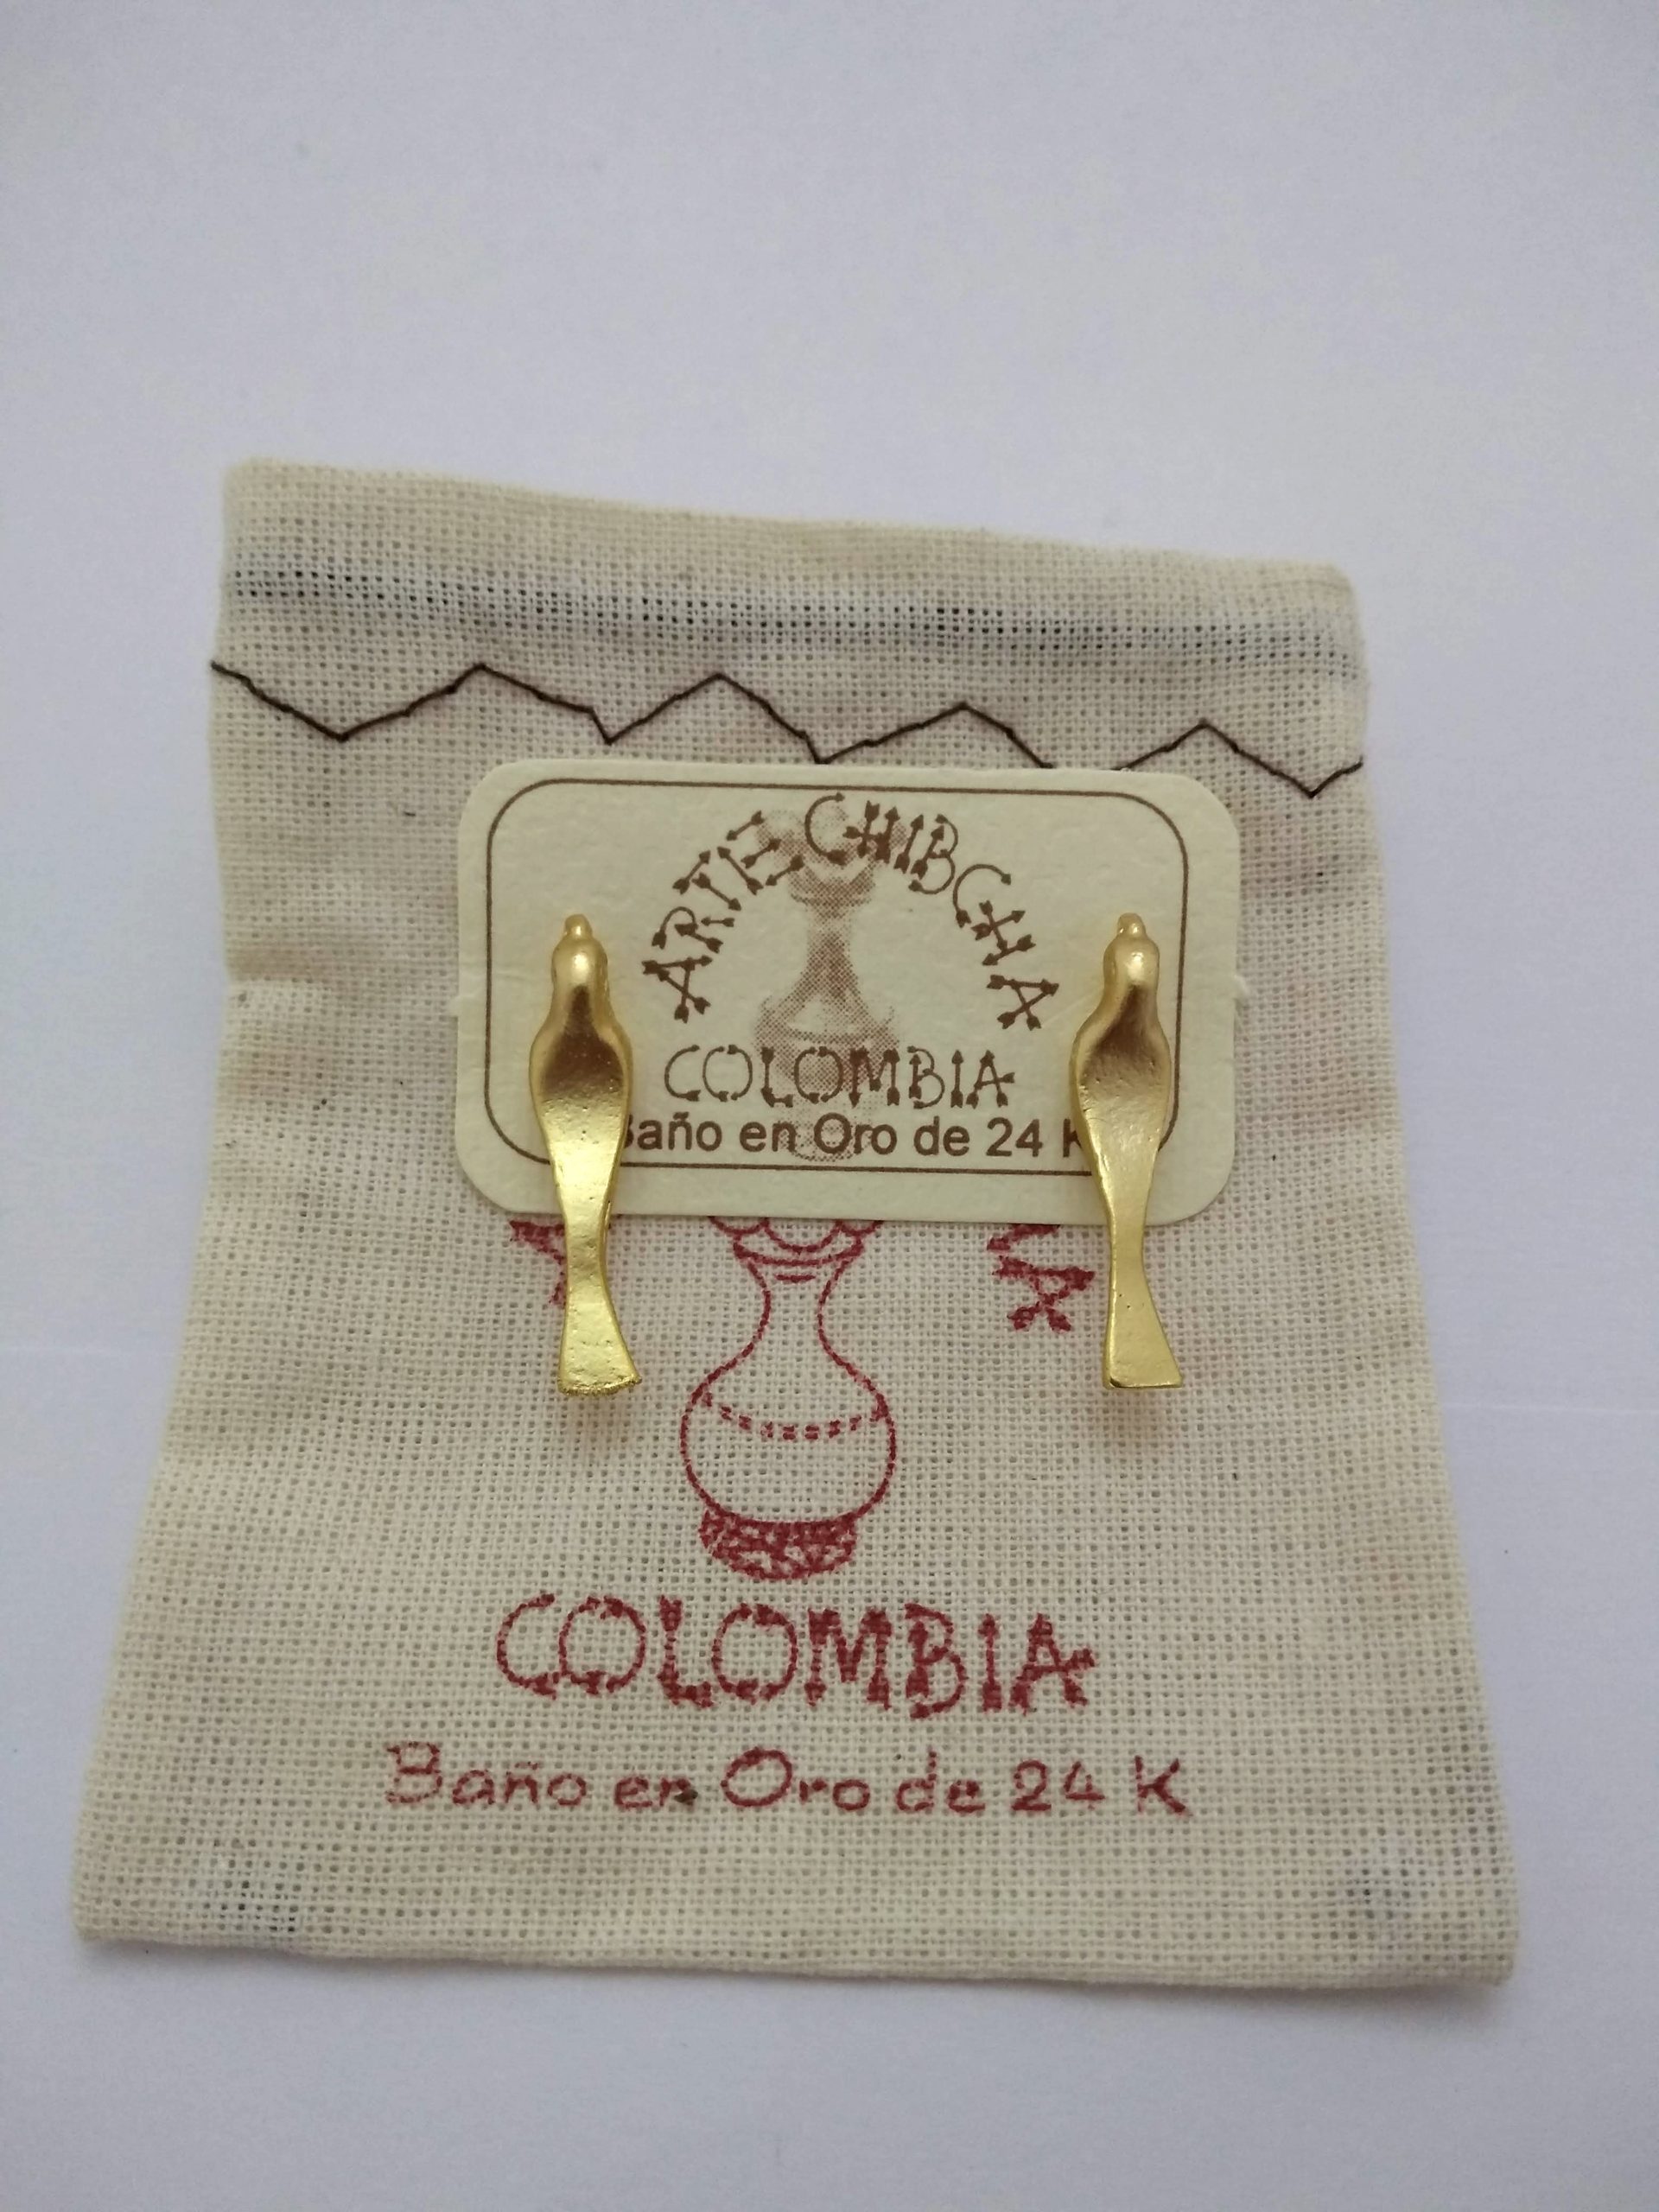 ARTE CHIBCHA
COLOMBIA
Baño en Oro de 24 K
COLOMBIA
Baño en Oro de 24 K